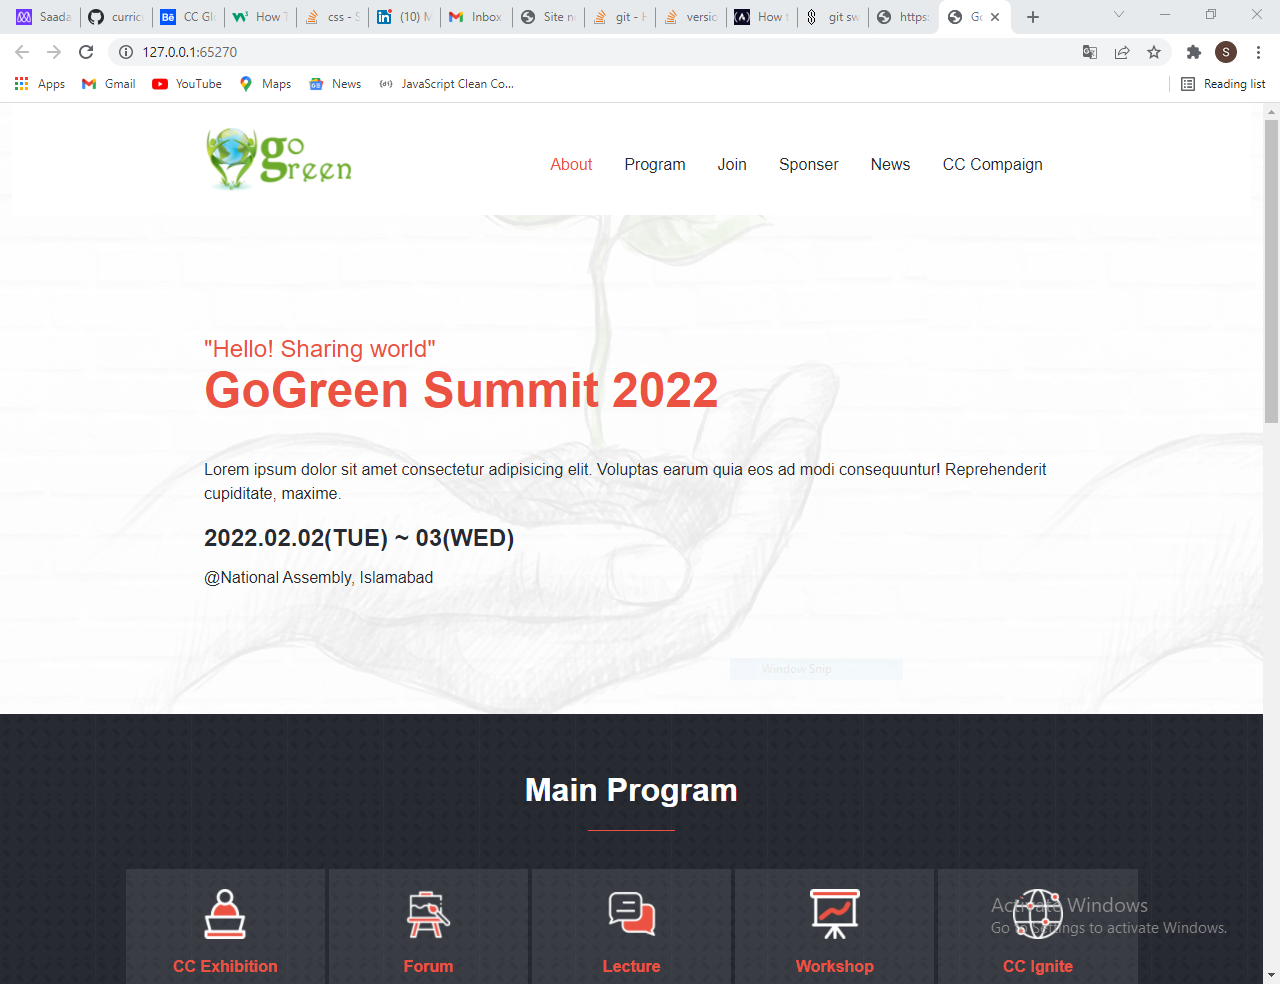 Saada
curric
Bē CC Glo
How T
css - S
(10) M
Inbox
Site no
git - H
versio
How t
git sw
https:
Go
127.0.0.1:65270
S
Apps
Gmail
YouTube
Maps
News
JavaScript Clean Co...
Reading list
go
Green
About
Program
Join
Sponser
News
CC Compaign
"Hello! Sharing world"
GoGreen Summit 2022
Lorem ipsum dolor sit amet consectetur adipisicing elit. Voluptas earum quia eos ad modi consequuntur! Reprehenderit
cupiditate, maxime.
2022.02.02(TUE) ~ 03(WED)
@National Assembly, Islamabad
Window Snip
Main Program
CC Exhibition
Forum
Lecture
Workshop
CC Ignite
Activate Windows
Go to Settings to activate Windows.